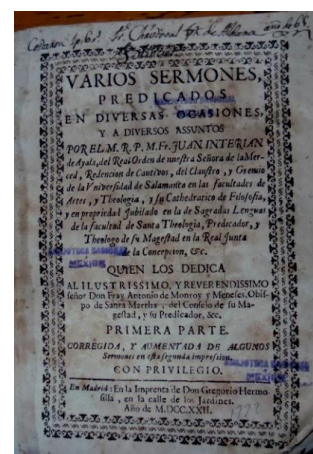 VARIOS SERMONES,
PREDICADOS
EN DIVERSAS OCASIONES,
Y A DIVERSOS ASSUNTOS
POR EL M. R. P. M. Fr. JUAN INTERIAN
de Ayala, del Real Orden de nuestra Señora de la Mer-
ced, Redencion de Cautivos, del Claustro, y Gremio
de la Vniversidad de Salamanca en las facultades de
Artes, y Theologia, y su Cathedratico de Filosofia,
y en propriedad Jubilado en la de Sagradas Lenguas
de la facultad de Santa Theologia, Predicador, y
Theologo de su Magestad en la Real Junta
de la Concepcion, &c.
QUIEN LOS DEDICA
AL ILUSTRISSIMO, Y REVERENDISSIMO
señor Don Fray Antonio de Monroy y Meneses, Obis-
po de Santa Martha, del Consejo de su Ma-
gestad, y su Predicador, &c.
PRIMERA PARTE.
CORREGIDA, Y AUMENTADA DE ALGUNOS
Sermones en esta segunda impression.
CON PRIVILEGIO.
En Madrid: En la Imprenta de Don Gregorio Hermo-
silla, en la calle de los Jardines.
Año de M.DCC.XXII.